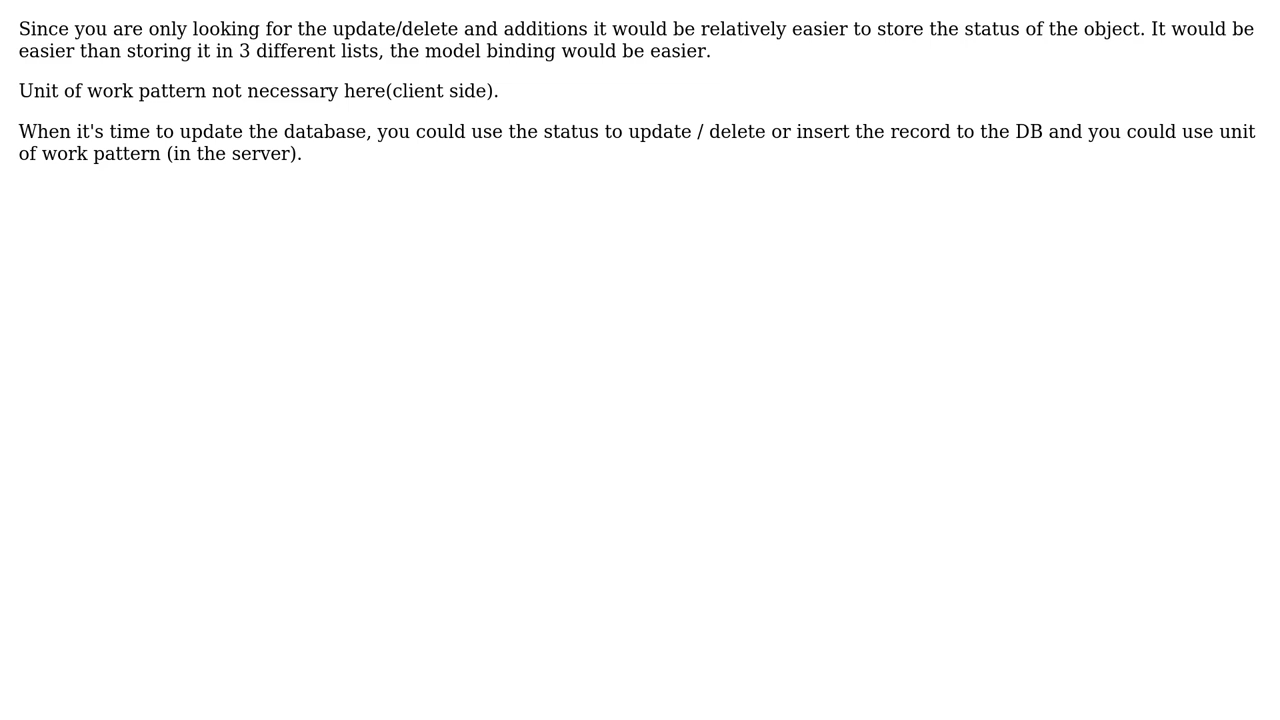 Since you are only looking for the update/delete and additions it would be relatively easier to store the status of the object. It would be
easier than storing it in 3 different lists, the model binding would be easier.
Unit of work pattern not necessary here(client side).
When it's time to update the database, you could use the status to update / delete or insert the record to the DB and you could use unit
of work pattern (in the server).